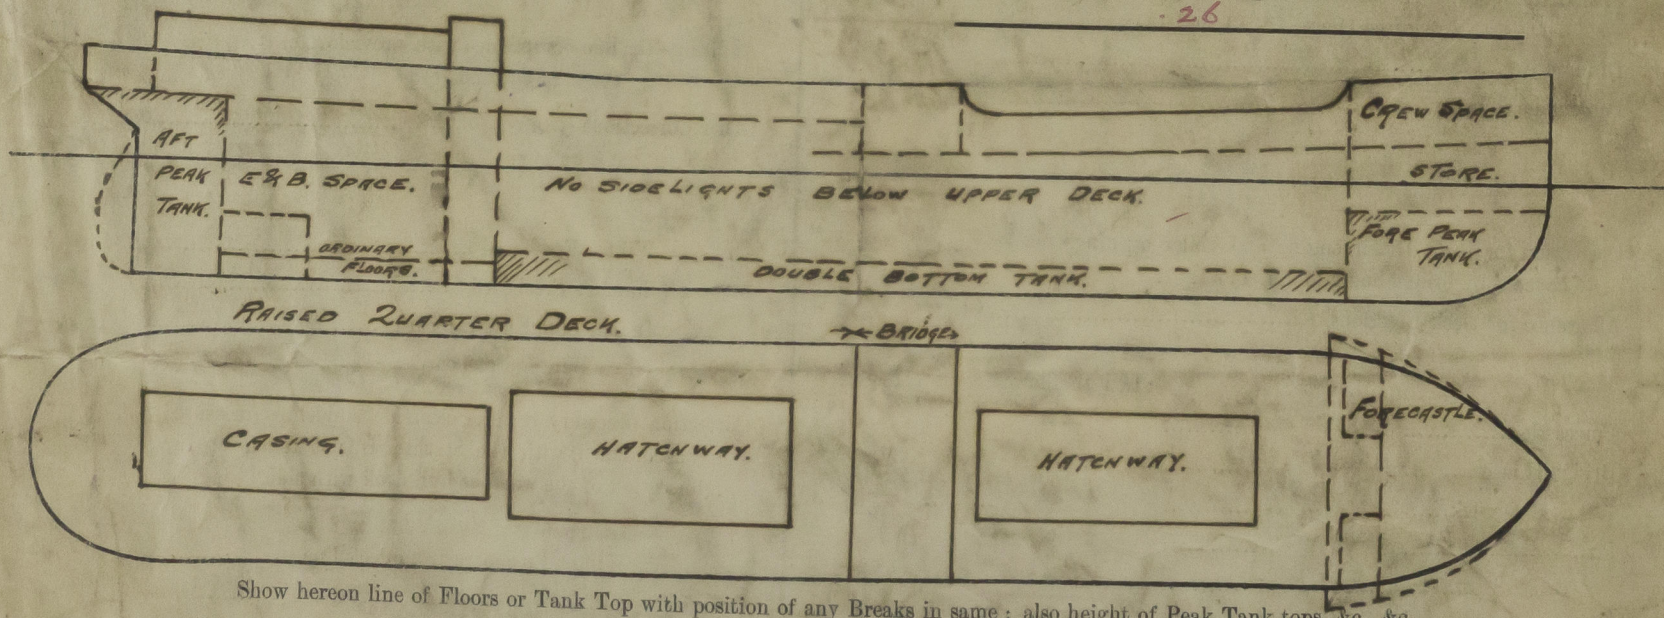 . 26
CREW SPACE.
AFT
PEAK
TANK.
E&B. SPACE.
NO SIDELIGHTS BELOW UPPER DECK.
STORE.
FORE PEAK
TANK.
ORDINARY
FLOORS.
DOUBLE BOTTOM TANK.
RAISED QUARTER DECK.
BRIDGE
CASING.
HATCHWAY.
HATCHWAY.
FORECASTLE.
Show hereon line of Floors or Tank Top with position of any Breaks in same ; also height of Peak Tank tops, &c., &c.